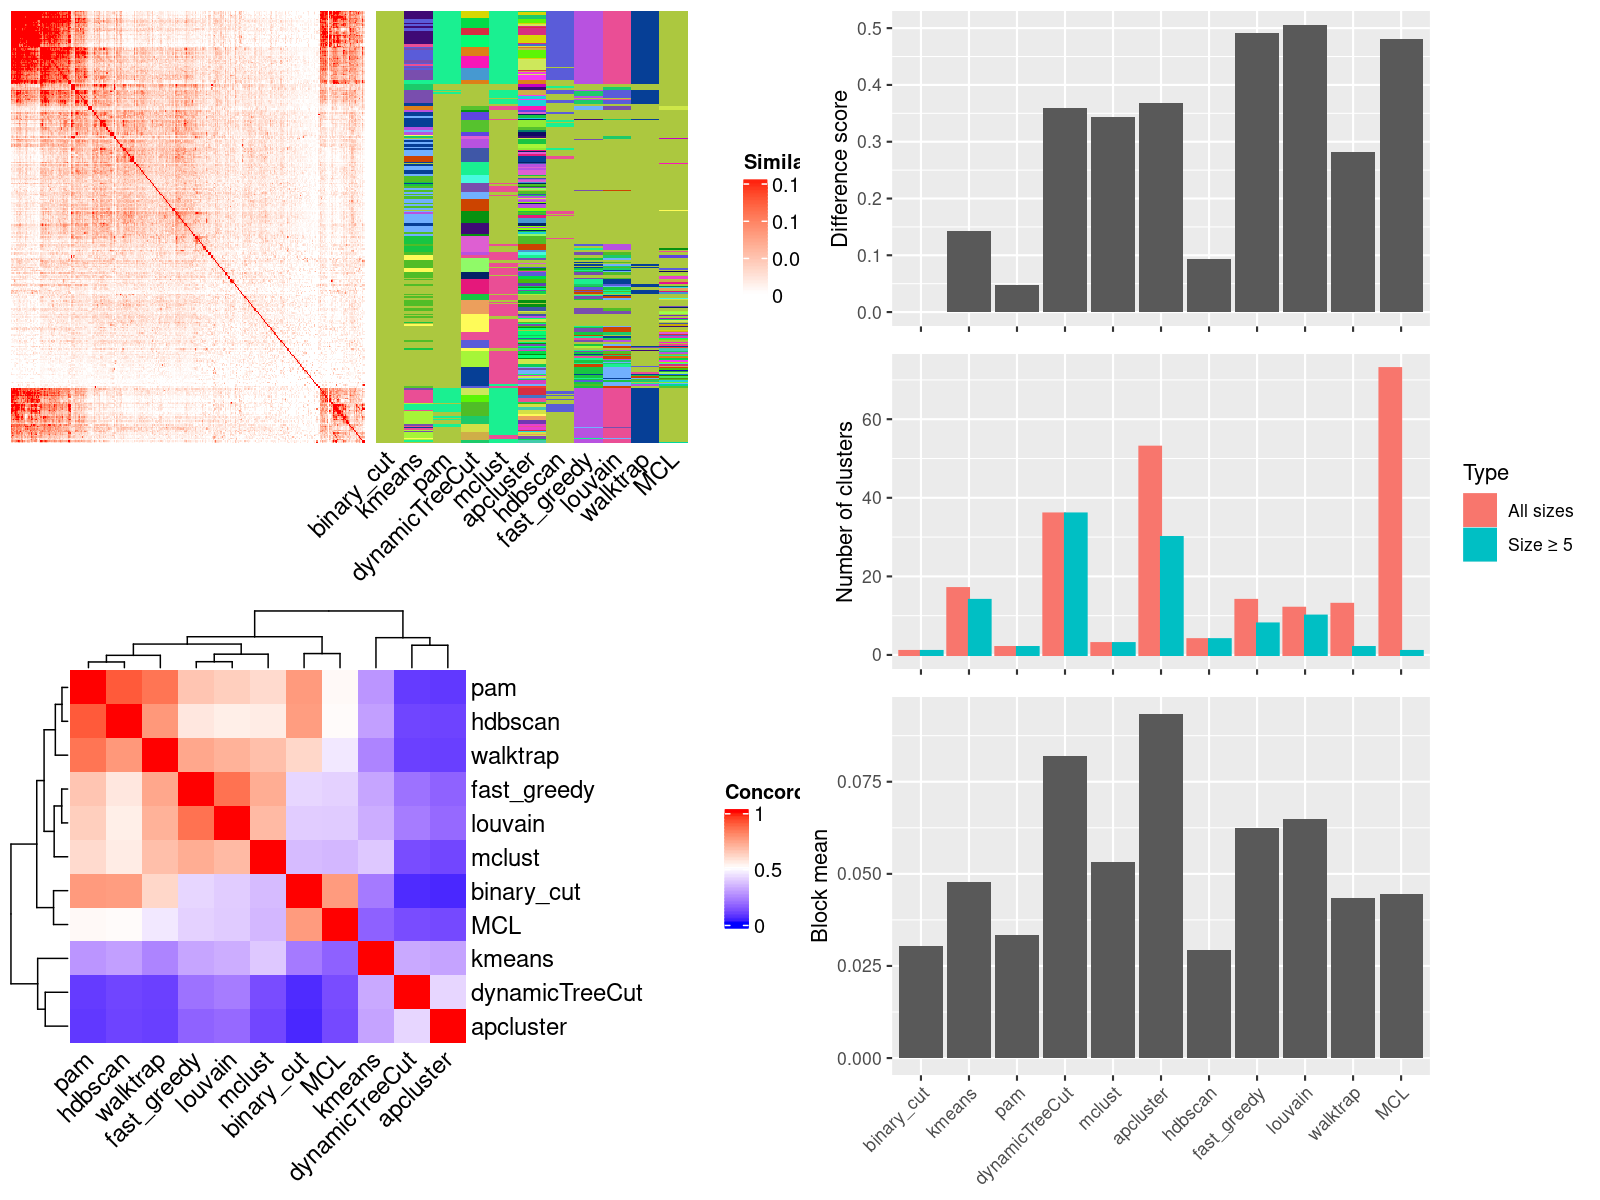 Simila
0.1
0.1
0.0
0
binary_cut
kmeans
pam
dynamicTreeCut
mclust
apcluster
hdbscan
fast_greedy
louvain
walktrap
MCL
pam
hdbscan
walktrap
fast_greedy
louvain
mclust
binary_cut
MCL
kmeans
dynamicTreeCut
apcluster
pam
hdbscan
walktrap
fast_greedy
louvain
mclust
binary_cut
MCL
kmeans
dynamicTreeCut
apcluster
Concord
1
0.5
0
Difference score
0.5
0.4
0.3
0.2
0.1
0.0
Number of clusters
60
40
20
0
Type
All sizes
Size ≥ 5
Block mean
0.075
0.050
0.025
0.000
binary_cut
kmeans
pam
dynamicTreeCut
mclust
apcluster
hdbscan
fast_greedy
louvain
walktrap
MCL